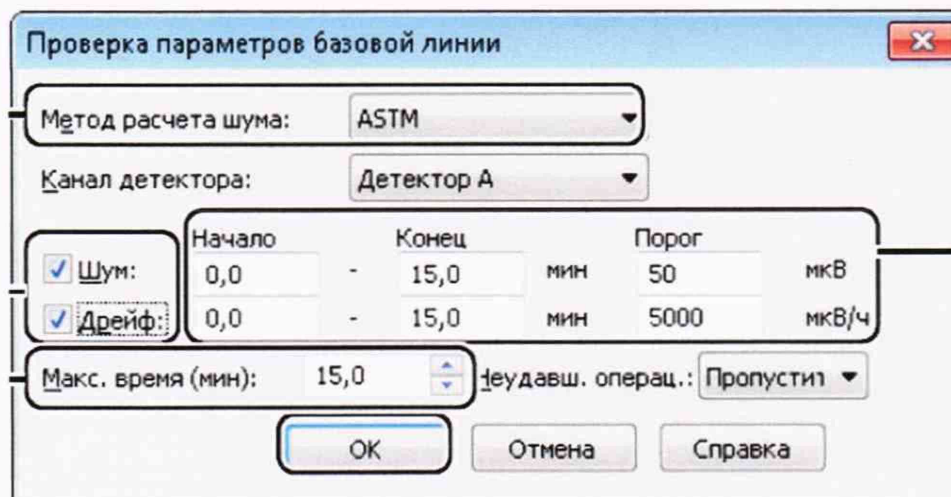 Проверка параметров базовой линии
Метод расчета шума: ASTM
Канал детектора: Детектор А
Начало Конец Порог
Шум: 0,0 - 15,0 мин 50 мкВ
Дрейф: 0,0 - 15,0 мин 5000 мкВ/ч
Макс. время (мин): 15,0 Неудавш. операц.: Пропустит
ОК Отмена Справка